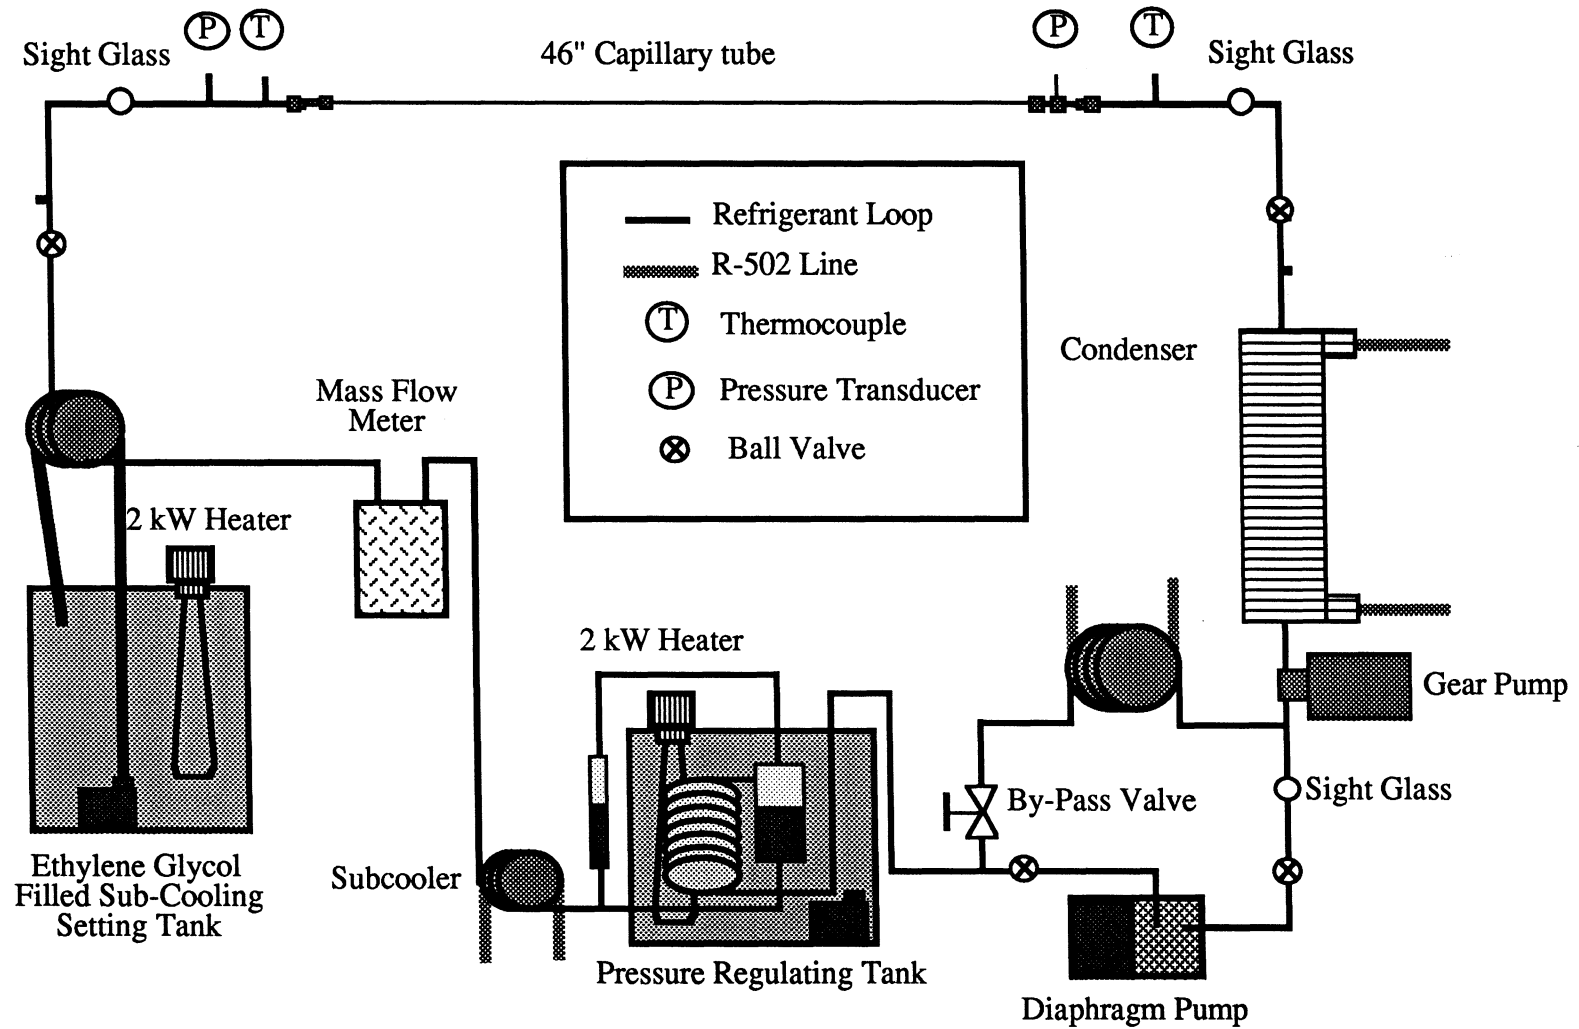 P T
Sight Glass
46" Capillary tube
P T
Sight Glass
Refrigerant Loop
R-502 Line
T Thermocouple
P Pressure Transducer
Ball Valve
Condenser
Mass Flow
Meter
2 kW Heater
2 kW Heater
Gear Pump
By-Pass Valve
Sight Glass
Ethylene Glycol
Filled Sub-Cooling
Setting Tank
Subcooler
Pressure Regulating Tank
Diaphragm Pump